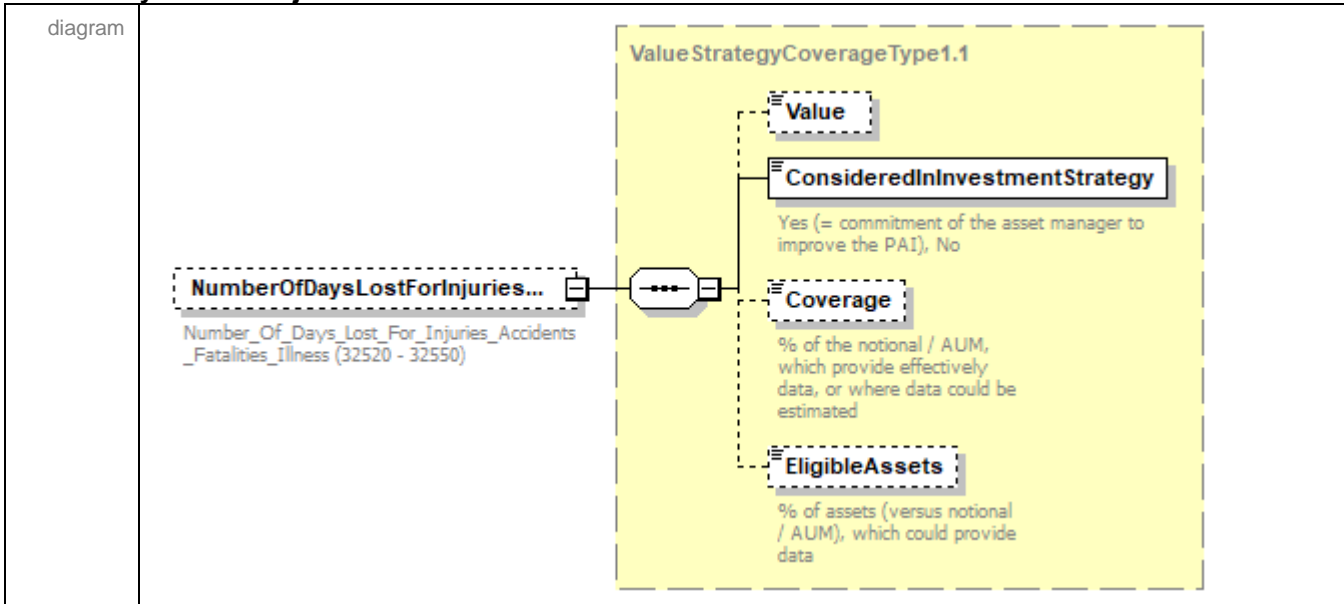 diagram
ValueStrategyCoverageType1.1
Value
ConsideredInInvestmentStrategy
Yes (= commitment of the asset manager to
improve the PAI), No
NumberOfDaysLostForInjuries...
Number_Of_Days_Lost_For_Injuries_Accidents
_Fatalities_Illness (32520 - 32550)
Coverage
% of the notional / AUM,
which provide effectively
data, or where data could be
estimated
EligibleAssets
% of assets (versus notional
/ AUM), which could provide
data